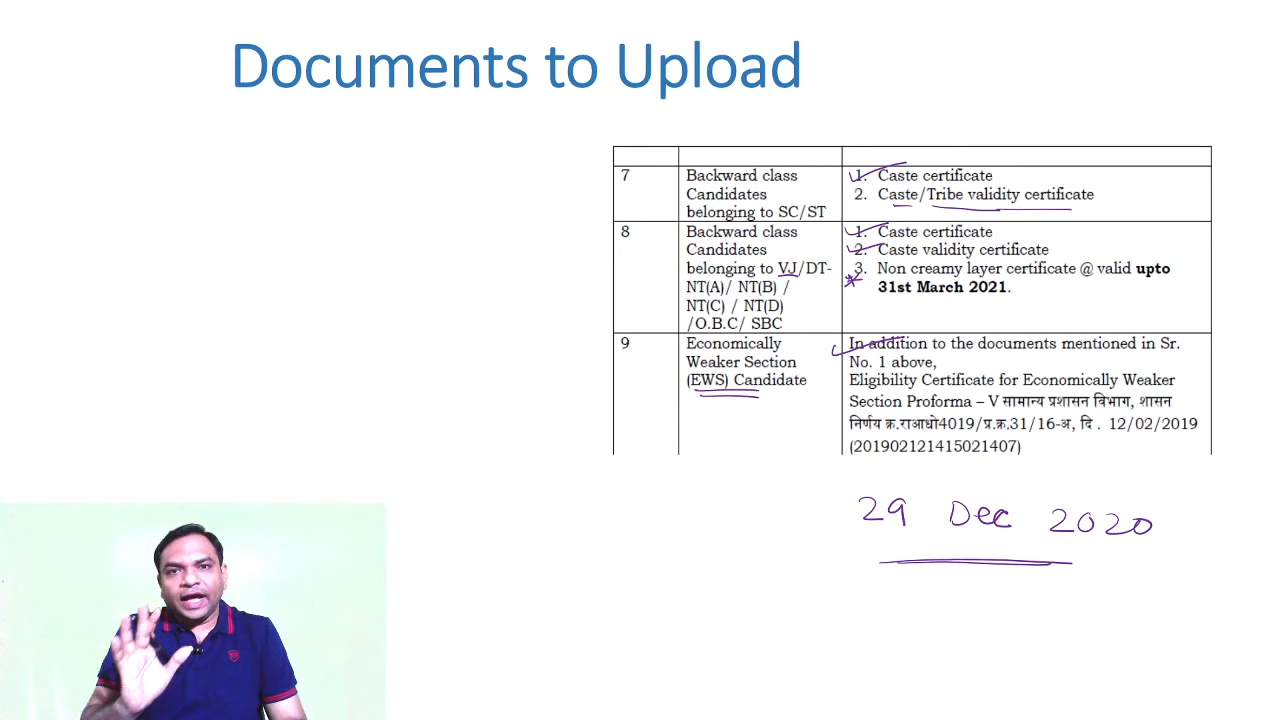 Documents to Upload
7
Backward class
Candidates
belonging to SC/ST
1. Caste certificate
2. Caste/Tribe validity certificate
8
Backward class
Candidates
belonging to VJ/DT-
NT(A)/ NT(B) /
NT(C) / NT(D)
/O.B.C/ SBC
1. Caste certificate
2. Caste validity certificate
3. Non creamy layer certificate @ valid upto
31st March 2021.
9
Economically
Weaker Section
(EWS) Candidate
In addition to the documents mentioned in Sr.
No. 1 above,
Eligibility Certificate for Economically Weaker
Section Proforma – V सामान्य प्रशासन विभाग, शासन
निर्णय क्र.राआधो4019/प्र.क्र.31/16-अ, दि . 12/02/2019
(201902121415021407)
29 Dec 2020